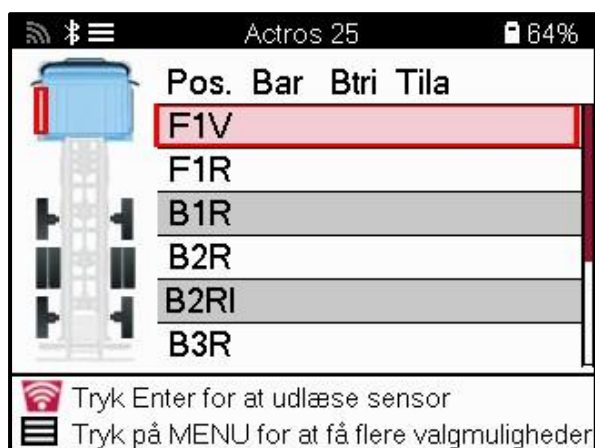 Actros 25 64%
Pos. Bar Btri Tila
F1V
F1R
B1R
B2R
B2RI
B3R
Tryk Enter for at udlæse sensor
Tryk på MENU for at få flere valgmuligheder